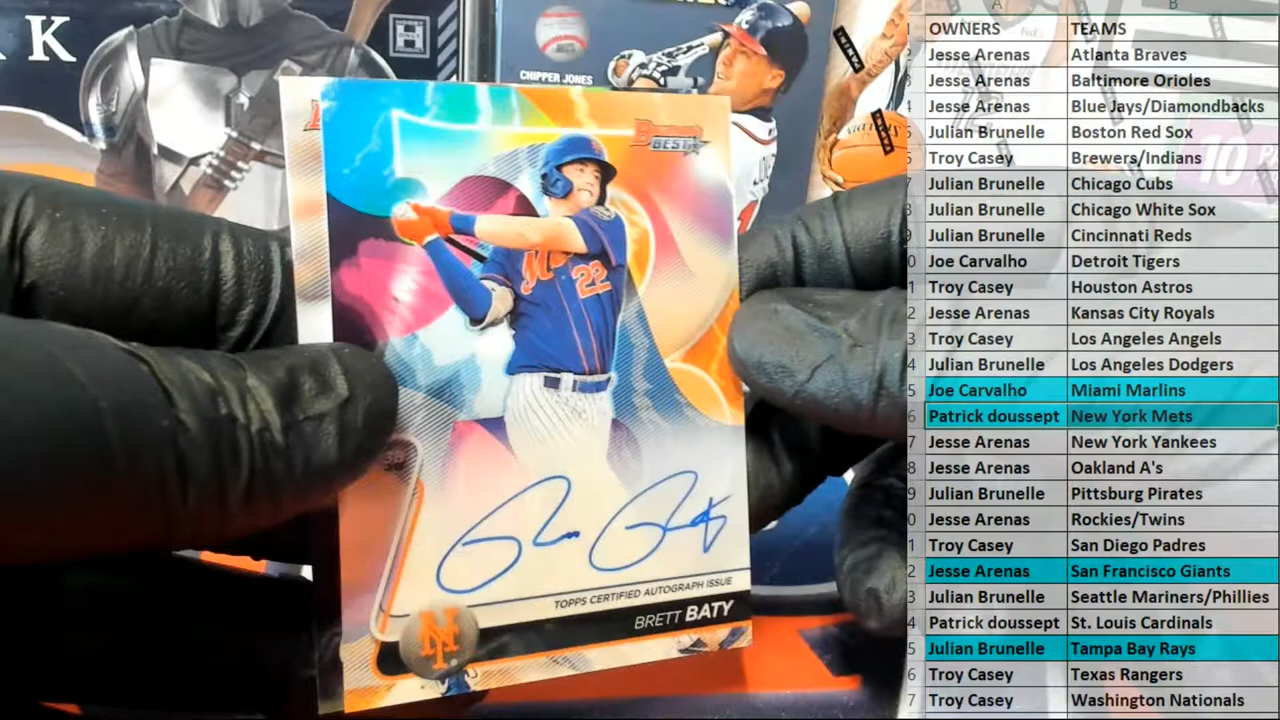 K
CHIPPER JONES
Bowman's
BEST
Mets
22
TOPPS CERTIFIED AUTOGRAPH ISSUE
BRETT BATY
NY
A B
OWNERS TEAMS
Jesse Arenas Atlanta Braves
Jesse Arenas Baltimore Orioles
Jesse Arenas Blue Jays/Diamondbacks
Julian Brunelle Boston Red Sox
Troy Casey Brewers/Indians
Julian Brunelle Chicago Cubs
Julian Brunelle Chicago White Sox
Julian Brunelle Cincinnati Reds
Joe Carvalho Detroit Tigers
Troy Casey Houston Astros
Jesse Arenas Kansas City Royals
Troy Casey Los Angeles Angels
Julian Brunelle Los Angeles Dodgers
Joe Carvalho Miami Marlins
Patrick doussept New York Mets
Jesse Arenas New York Yankees
Jesse Arenas Oakland A's
Julian Brunelle Pittsburg Pirates
Jesse Arenas Rockies/Twins
Troy Casey San Diego Padres
Jesse Arenas San Francisco Giants
Julian Brunelle Seattle Mariners/Phillies
Patrick doussept St. Louis Cardinals
Julian Brunelle Tampa Bay Rays
Troy Casey Texas Rangers
Troy Casey Washington Nationals